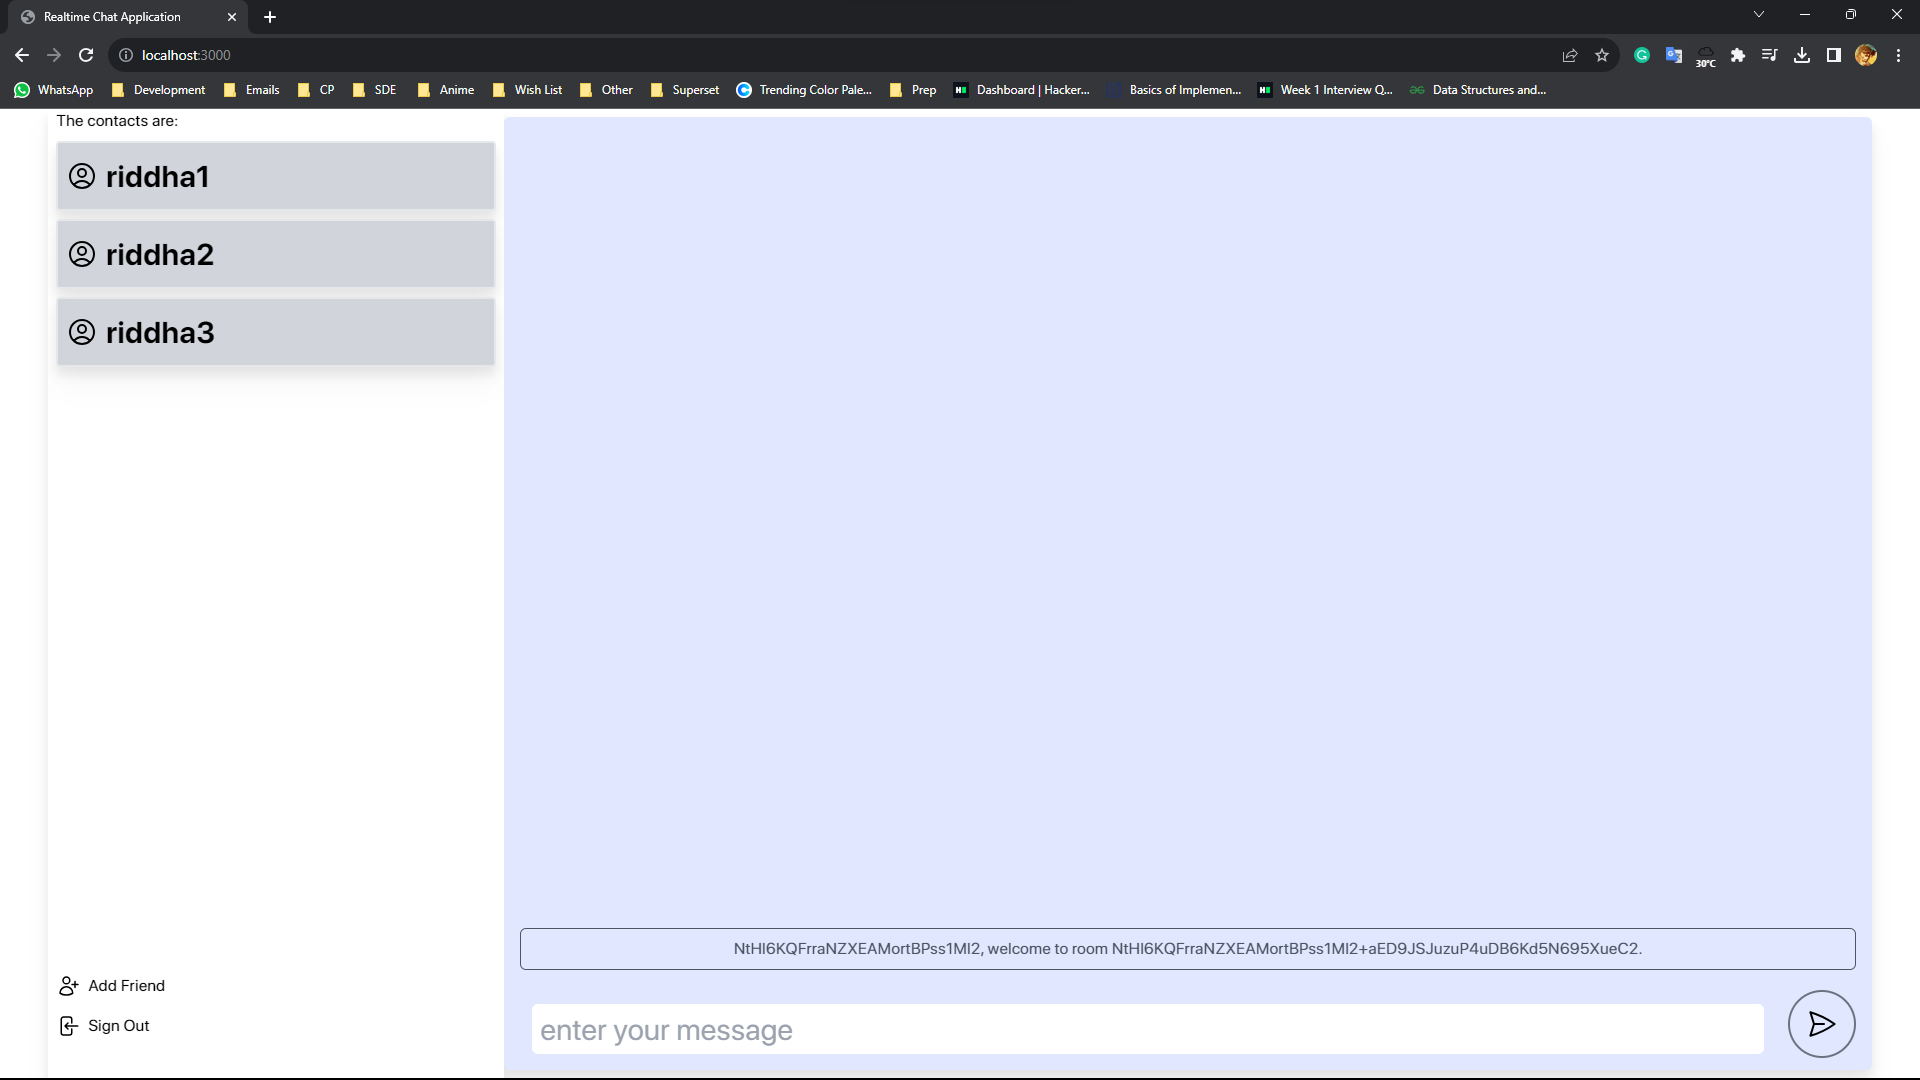 Realtime Chat Application
localhost:3000
30°C
WhatsApp Development Emails CP SDE Anime Wish List Other Superset Trending Color Pale... Prep Dashboard | Hacker... Basics of Implemen... Week 1 Interview Q... Data Structures and...
The contacts are:
riddha1
riddha2
riddha3
Add Friend
Sign Out
NtHl6KQFrraNZXEAMortBPss1Ml2, welcome to room NtHl6KQFrraNZXEAMortBPss1Ml2+aED9JSJuzuP4uDB6Kd5N695XueC2.
enter your message